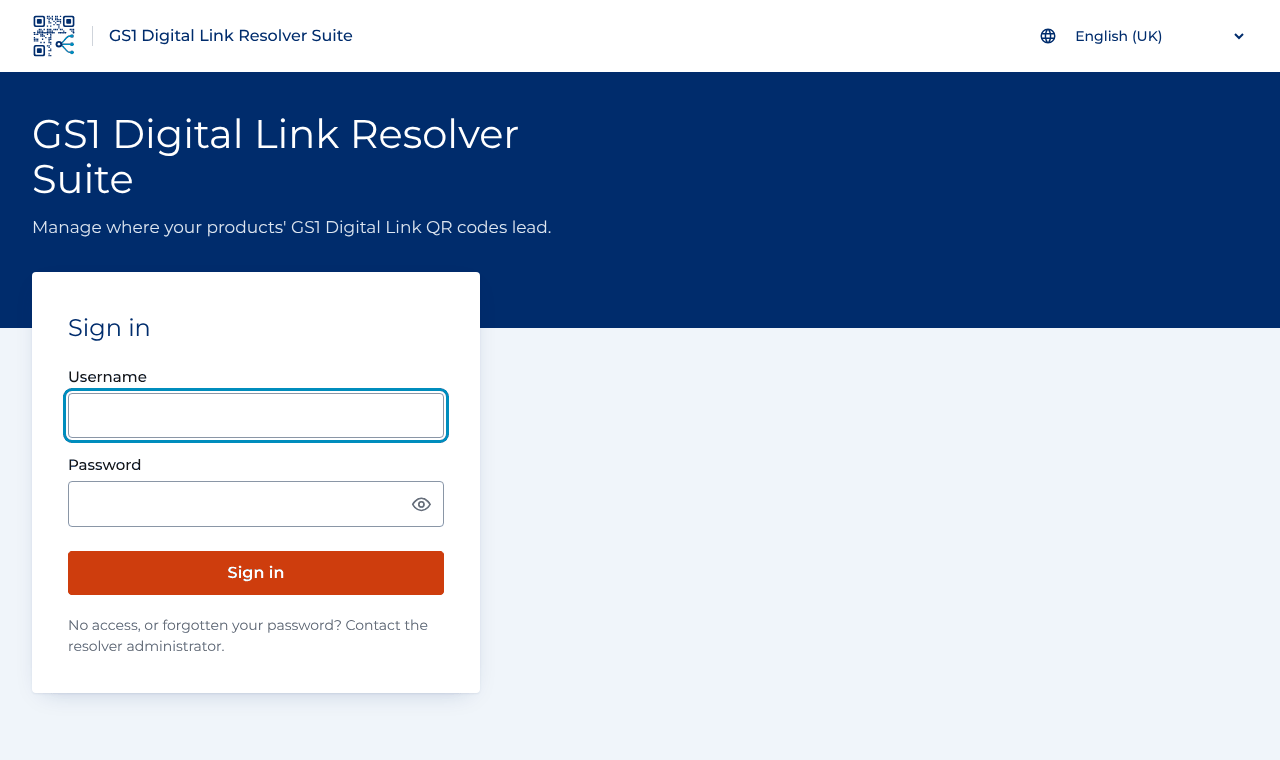 GS1 Digital Link Resolver Suite
English (UK)
GS1 Digital Link Resolver
Suite
Manage where your products' GS1 Digital Link QR codes lead.
Sign in
Username
Password
Sign in
No access, or forgotten your password? Contact the
resolver administrator.